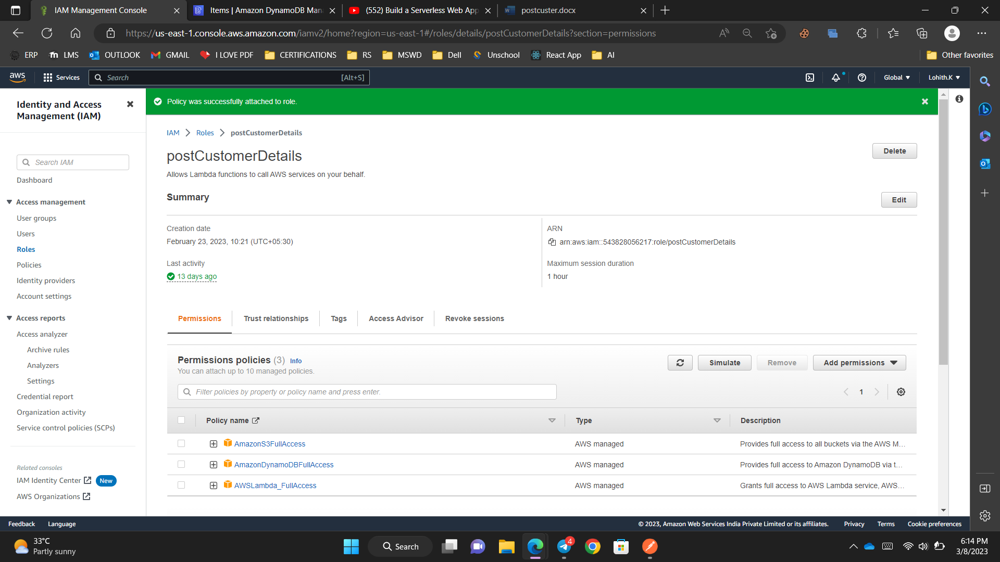 IAM Management Console
Items | Amazon DynamoDB Man
(552) Build a Serverless Web App
postcuster.docx
https://us-east-1.console.aws.amazon.com/iamv2/home?region=us-east-1#/roles/details/postCustomerDetails?section=permissions
ERP
LMS
OUTLOOK
GMAIL
I LOVE PDF
CERTIFICATIONS
RS
MSWD
Dell
Unschool
React App
AI
Other favorites
aws
Services
Search
[Alt+S]
Global
Lohith.K
Identity and Access
Management (IAM)
Search IAM
Dashboard
Access management
User groups
Users
Roles
Policies
Identity providers
Account settings
Access reports
Access analyzer
Archive rules
Analyzers
Settings
Credential report
Organization activity
Service control policies (SCPs)
Related consoles
IAM Identity Center
New
AWS Organizations
Policy was successfully attached to role.
IAM
Roles
postCustomerDetails
postCustomerDetails
Delete
Allows Lambda functions to call AWS services on your behalf.
Summary
Edit
Creation date
February 23, 2023, 10:21 (UTC+05:30)
ARN
arn:aws:iam::543828056217:role/postCustomerDetails
Last activity
13 days ago
Maximum session duration
1 hour
Permissions
Trust relationships
Tags
Access Advisor
Revoke sessions
Permissions policies (3) Info
You can attach up to 10 managed policies.
Simulate
Remove
Add permissions
Filter policies by property or policy name and press enter.
1
Policy name
Type
Description
AmazonS3FullAccess
AWS managed
Provides full access to all buckets via the AWS M...
AmazonDynamoDBFullAccess
AWS managed
Provides full access to Amazon DynamoDB via t...
AWSLambda_FullAccess
AWS managed
Grants full access to AWS Lambda service, AWS...
Feedback
Language
© 2023, Amazon Web Services India Private Limited or its affiliates.
Privacy
Terms
Cookie preferences
33°C
Partly sunny
Search
4
6:14 PM
3/8/2023